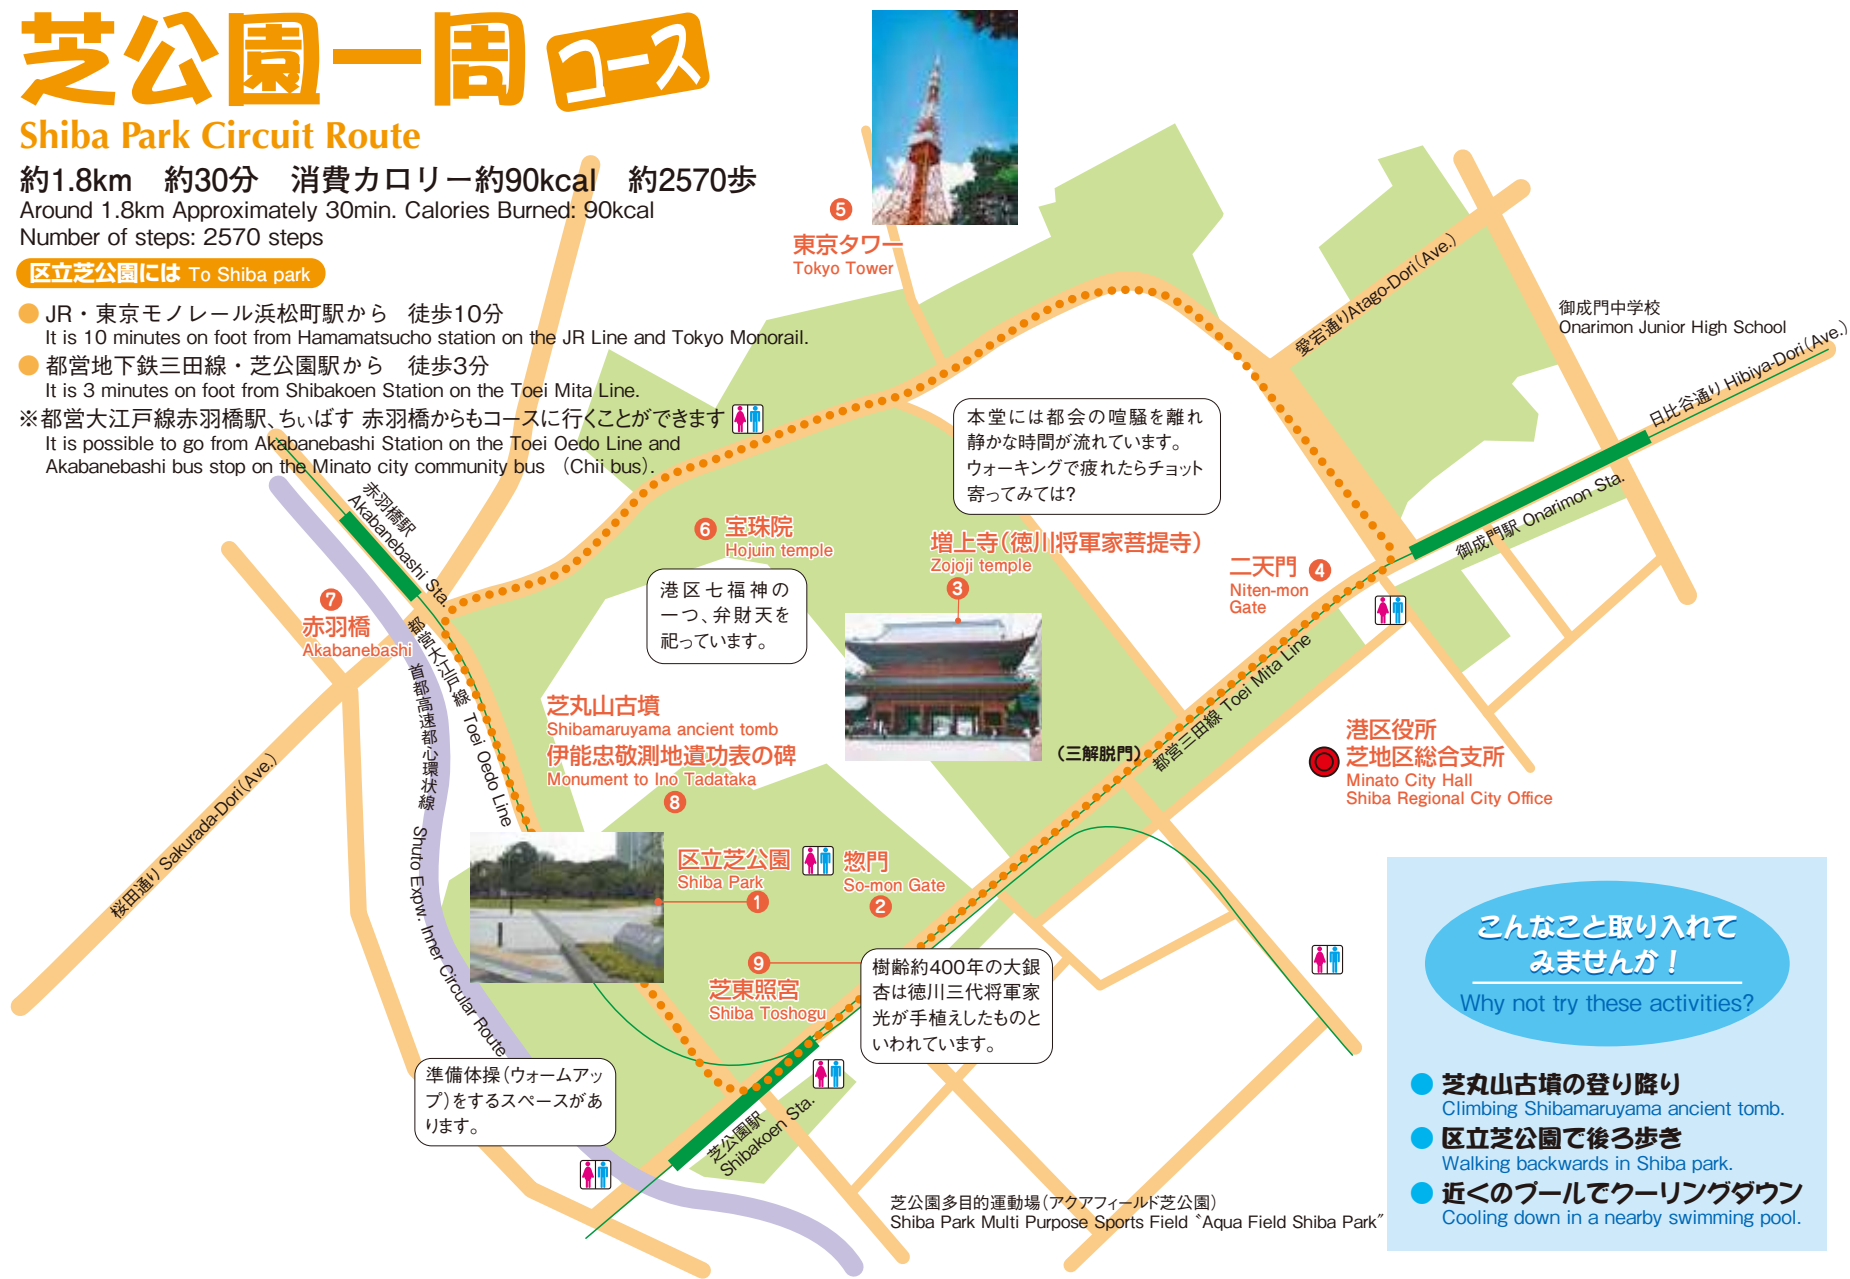 芝公園一周 コース
Shiba Park Circuit Route
約1.8km　約30分　消費カロリー約90kcal　約2570歩
Around 1.8km Approximately 30min. Calories Burned: 90kcal
Number of steps: 2570 steps
区立芝公園には To Shiba park
● JR・東京モノレール浜松町駅から　徒歩10分
It is 10 minutes on foot from Hamamatsucho station on the JR Line and Tokyo Monorail.
● 都営地下鉄三田線・芝公園駅から　徒歩3分
It is 3 minutes on foot from Shibakoen Station on the Toei Mita Line.
※都営大江戸線赤羽橋駅、ちぃばす 赤羽橋からもコースに行くことができます
It is possible to go from Akabanebashi Station on the Toei Oedo Line and
Akabanebashi bus stop on the Minato city community bus （Chii bus）.
5
東京タワー
Tokyo Tower
愛宕通り Atago-Dori（Ave.）
御成門中学校
Onarimon Junior High School
日比谷通り Hibiya-Dori（Ave.）
御成門駅 Onarimon Sta.
本堂には都会の喧騒を離れ
静かな時間が流れています。
ウォーキングで疲れたらチョット
寄ってみては?
赤羽橋駅
Akabanebashi Sta.
6 宝珠院
Hojuin temple
港区七福神の
一つ、弁財天を
祀っています。
増上寺（徳川将軍家菩提寺）
Zojoji temple
3
二天門 4
Niten-mon
Gate
7
赤羽橋
Akabanebashi
都営大江戸線 Toei Oedo Line
首都高速都心環状線 Shuto Expw. Inner Circular Route
桜田通り Sakurada-Dori（Ave.）
芝丸山古墳
Shibamaruyama ancient tomb
伊能忠敬測地遺功表の碑
Monument to Ino Tadataka
8
（三解脱門）
都営三田線 Toei Mita Line
港区役所
芝地区総合支所
Minato City Hall
Shiba Regional City Office
区立芝公園
Shiba Park
1
惣門
So-mon Gate
2
9
芝東照宮
Shiba Toshogu
樹齢約400年の大銀
杏は徳川三代将軍家
光が手植えしたものと
いわれています。
準備体操（ウォームアッ
プ）をするスペースがあ
ります。
芝公園駅
Shibakoen Sta.
芝公園多目的運動場（アクアフィールド芝公園）
Shiba Park Multi Purpose Sports Field “Aqua Field Shiba Park”
こんなこと取り入れて
みませんか！
Why not try these activities?
● 芝丸山古墳の登り降り
Climbing Shibamaruyama ancient tomb.
● 区立芝公園で後ろ歩き
Walking backwards in Shiba park.
● 近くのプールでクーリングダウン
Cooling down in a nearby swimming pool.